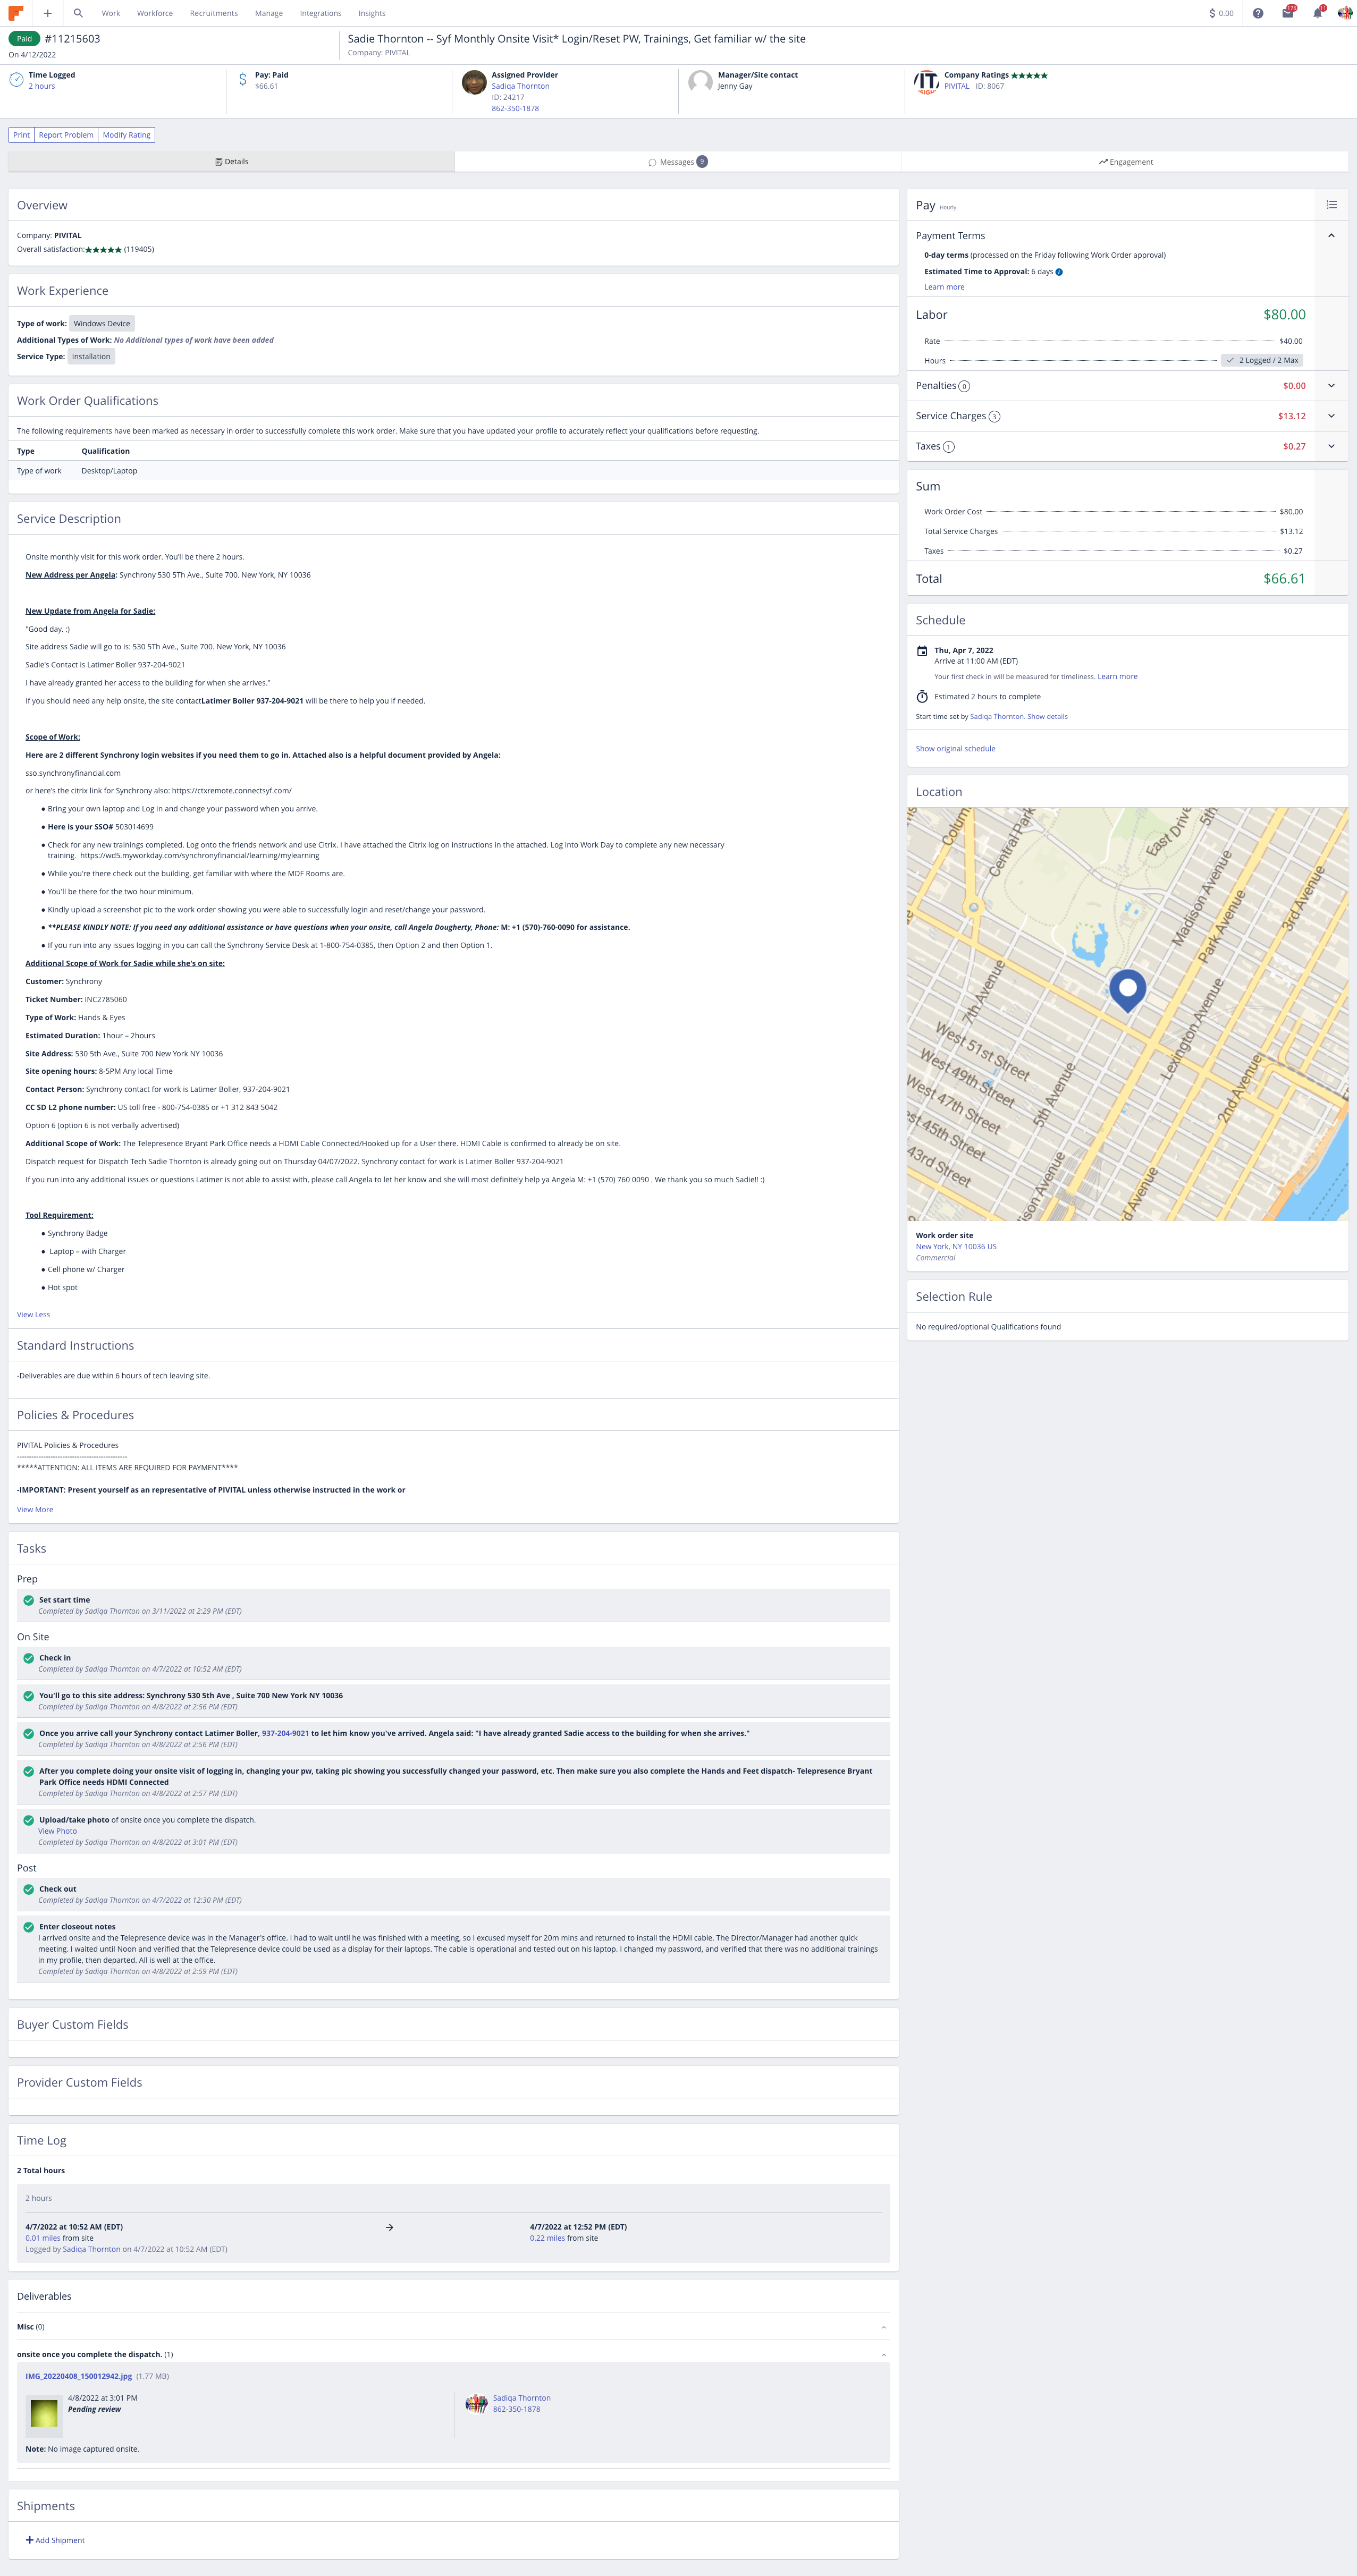 Work Workforce Recruitments Manage Integrations Insights
$ 0.00
Paid #11215603
On 4/12/2022
Sadie Thornton -- Syf Monthly Onsite Visit* Login/Reset PW, Trainings, Get familiar w/ the site
Company: PIVITAL
Time Logged
2 hours
Pay: Paid
$66.61
Assigned Provider
Sadiqa Thornton
ID: 24217
862-350-1878
Manager/Site contact
Jenny Gay
Company Ratings ★★★★★
PIVITAL ID: 8067
Print Report Problem Modify Rating
Details
Messages 9
Engagement
Overview
Company: PIVITAL
Overall satisfaction:★★★★★ (119405)
Work Experience
Type of work: Windows Device
Additional Types of Work: No Additional types of work have been added
Service Type: Installation
Work Order Qualifications
The following requirements have been marked as necessary in order to successfully complete this work order. Make sure that you have updated your profile to accurately reflect your qualifications before requesting.
Type Qualification
Type of work Desktop/Laptop
Service Description
Onsite monthly visit for this work order. You'll be there 2 hours.
New Address per Angela: Synchrony 530 5Th Ave., Suite 700. New York, NY 10036
New Update from Angela for Sadie:
"Good day. :)
Site address Sadie will go to is: 530 5Th Ave., Suite 700. New York, NY 10036
Sadie's Contact is Latimer Boller 937-204-9021
I have already granted her access to the building for when she arrives."
If you should need any help onsite, the site contactLatimer Boller 937-204-9021 will be there to help you if needed.
Scope of Work:
Here are 2 different Synchrony login websites if you need them to go in. Attached also is a helpful document provided by Angela:
sso.synchronyfinancial.com
or here's the citrix link for Synchrony also: https://ctxremote.connectsyf.com/
● Bring your own laptop and Log in and change your password when you arrive.
● Here is your SSO# 503014699
● Check for any new trainings completed. Log onto the friends network and use Citrix. I have attached the Citrix log on instructions in the attached. Log into Work Day to complete any new necessary
training. https://wd5.myworkday.com/synchronyfinancial/learning/mylearning
● While you're there check out the building, get familiar with where the MDF Rooms are.
● You'll be there for the two hour minimum.
● Kindly upload a screenshot pic to the work order showing you were able to successfully login and reset/change your password.
● **PLEASE KINDLY NOTE: If you need any additional assistance or have questions when your onsite, call Angela Dougherty, Phone: M: +1 (570)-760-0090 for assistance.
● If you run into any issues logging in you can call the Synchrony Service Desk at 1-800-754-0385, then Option 2 and then Option 1.
Additional Scope of Work for Sadie while she's on site:
Customer: Synchrony
Ticket Number: INC2785060
Type of Work: Hands & Eyes
Estimated Duration: 1hour – 2hours
Site Address: 530 5th Ave., Suite 700 New York NY 10036
Site opening hours: 8-5PM Any local Time
Contact Person: Synchrony contact for work is Latimer Boller, 937-204-9021
CC SD L2 phone number: US toll free - 800-754-0385 or +1 312 843 5042
Option 6 (option 6 is not verbally advertised)
Additional Scope of Work: The Telepresence Bryant Park Office needs a HDMI Cable Connected/Hooked up for a User there. HDMI Cable is confirmed to already be on site.
Dispatch request for Dispatch Tech Sadie Thornton is already going out on Thursday 04/07/2022. Synchrony contact for work is Latimer Boller 937-204-9021
If you run into any additional issues or questions Latimer is not able to assist with, please call Angela to let her know and she will most definitely help ya Angela M: +1 (570) 760 0090 . We thank you so much Sadie!! :)
Tool Requirement:
● Synchrony Badge
● Laptop – with Charger
● Cell phone w/ Charger
● Hot spot
View Less
Standard Instructions
-Deliverables are due within 6 hours of tech leaving site.
Policies & Procedures
PIVITAL Policies & Procedures
-----------------------------------------------
*****ATTENTION: ALL ITEMS ARE REQUIRED FOR PAYMENT****
-IMPORTANT: Present yourself as an representative of PIVITAL unless otherwise instructed in the work or
View More
Tasks
Prep
Set start time
Completed by Sadiqa Thornton on 3/11/2022 at 2:29 PM (EDT)
On Site
Check in
Completed by Sadiqa Thornton on 4/7/2022 at 10:52 AM (EDT)
You'll go to this site address: Synchrony 530 5th Ave , Suite 700 New York NY 10036
Completed by Sadiqa Thornton on 4/8/2022 at 2:56 PM (EDT)
Once you arrive call your Synchrony contact Latimer Boller, 937-204-9021 to let him know you've arrived. Angela said: "I have already granted Sadie access to the building for when she arrives."
Completed by Sadiqa Thornton on 4/8/2022 at 2:56 PM (EDT)
After you complete doing your onsite visit of logging in, changing your pw, taking pic showing you successfully changed your password, etc. Then make sure you also complete the Hands and Feet dispatch- Telepresence Bryant
Park Office needs HDMI Connected
Completed by Sadiqa Thornton on 4/8/2022 at 2:57 PM (EDT)
Upload/take photo of onsite once you complete the dispatch.
View Photo
Completed by Sadiqa Thornton on 4/8/2022 at 3:01 PM (EDT)
Post
Check out
Completed by Sadiqa Thornton on 4/7/2022 at 12:30 PM (EDT)
Enter closeout notes
I arrived onsite and the Telepresence device was in the Manager's office. I had to wait until he was finished with a meeting, so I excused myself for 20m mins and returned to install the HDMI cable. The Director/Manager had another quick
meeting. I waited until Noon and verified that the Telepresence device could be used as a display for their laptops. The cable is operational and tested out on his laptop. I changed my password, and verified that there was no additional trainings
in my profile, then departed. All is well at the office.
Completed by Sadiqa Thornton on 4/8/2022 at 2:59 PM (EDT)
Buyer Custom Fields
Provider Custom Fields
Time Log
2 Total hours
2 hours
4/7/2022 at 10:52 AM (EDT)
0.01 miles from site
Logged by Sadiqa Thornton on 4/7/2022 at 10:52 AM (EDT)
4/7/2022 at 12:52 PM (EDT)
0.22 miles from site
Deliverables
Misc (0)
onsite once you complete the dispatch. (1)
IMG_20220408_150012942.jpg (1.77 MB)
4/8/2022 at 3:01 PM
Pending review
Sadiqa Thornton
862-350-1878
Note: No image captured onsite.
Shipments
Add Shipment
Pay Hourly
Payment Terms
0-day terms (processed on the Friday following Work Order approval)
Estimated Time to Approval: 6 days
Learn more
Labor $80.00
Rate $40.00
Hours 2 Logged / 2 Max
Penalties 0 $0.00
Service Charges 3 $13.12
Taxes 1 $0.27
Sum
Work Order Cost $80.00
Total Service Charges $13.12
Taxes $0.27
Total $66.61
Schedule
Thu, Apr 7, 2022
Arrive at 11:00 AM (EDT)
Your first check in will be measured for timeliness. Learn more
Estimated 2 hours to complete
Start time set by Sadiqa Thornton. Show details
Show original schedule
Location
Central Park
East Drive
5th
Madison Avenue
Park Avenue
3rd Avenue
7th Avenue
West 51st Street
West 49th Street
West 47th Street
45th Street
43rd Street
5th Avenue
Lexington Avenue
2nd Avenue
Work order site
New York, NY 10036 US
Commercial
Selection Rule
No required/optional Qualifications found